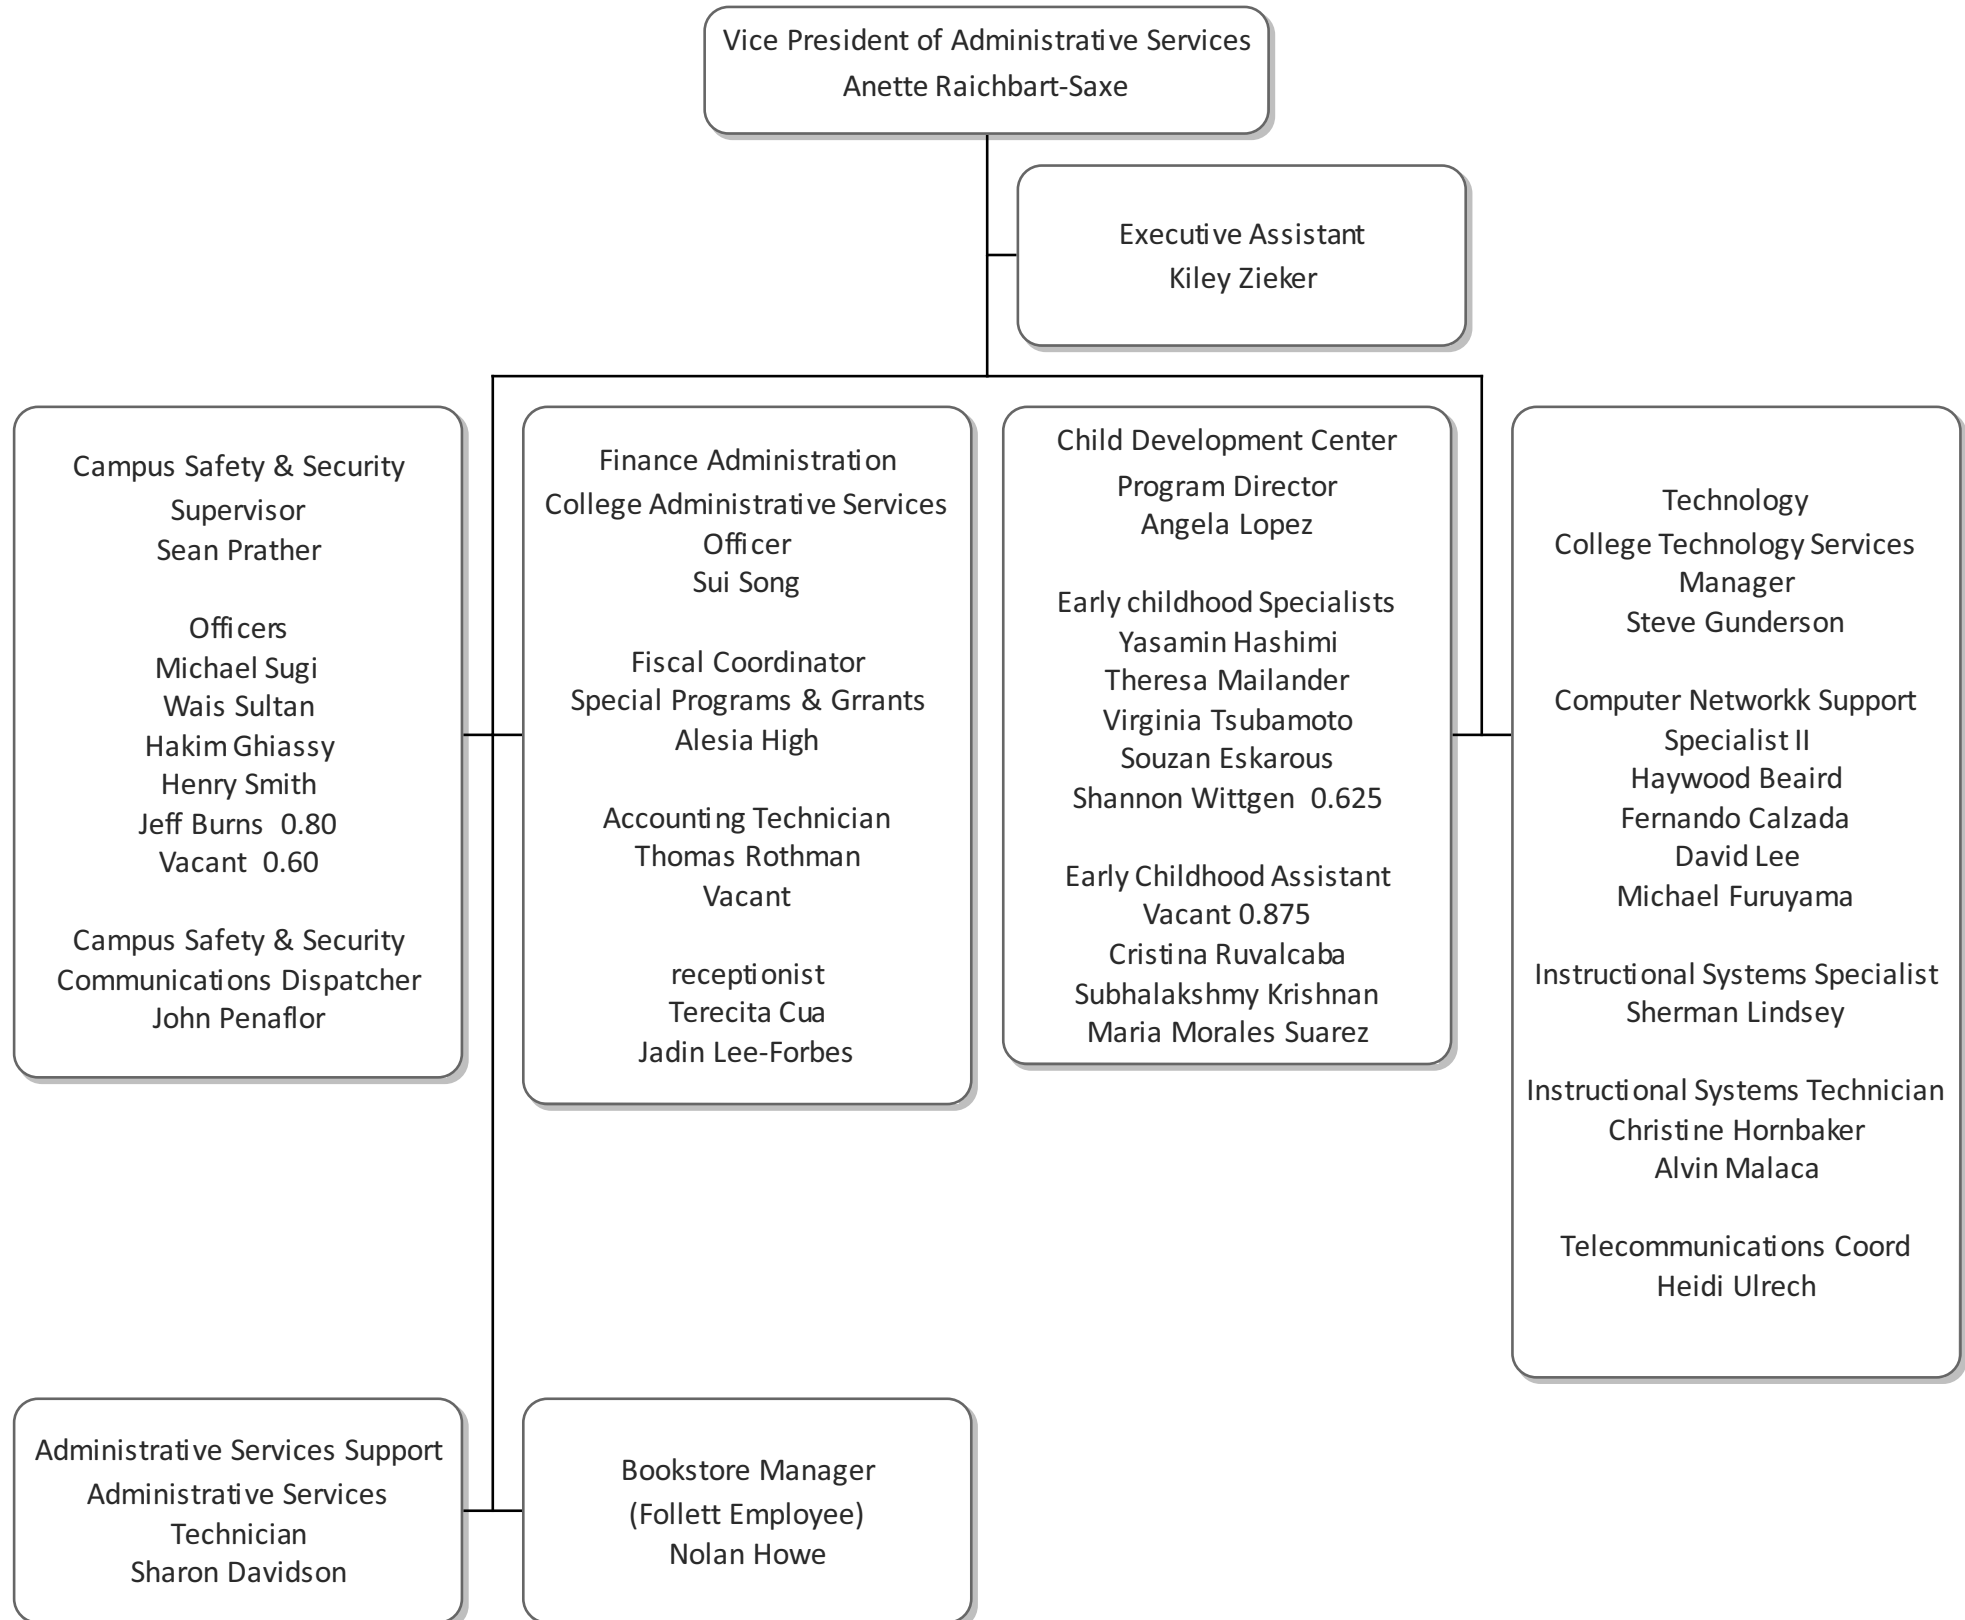 Vice President of Administrative Services
Anette Raichbart-Saxe
Executive Assistant
Kiley Zieker
Campus Safety & Security
Supervisor
Sean Prather
Officers
Michael Sugi
Wais Sultan
Hakim Ghiassy
Henry Smith
Jeff Burns 0.80
Vacant 0.60
Campus Safety & Security
Communications Dispatcher
John Penaflor
Finance Administration
College Administrative Services
Officer
Sui Song
Fiscal Coordinator
Special Programs & Grrants
Alesia High
Accounting Technician
Thomas Rothman
Vacant
receptionist
Terecita Cua
Jadin Lee-Forbes
Child Development Center
Program Director
Angela Lopez
Early childhood Specialists
Yasamin Hashimi
Theresa Mailander
Virginia Tsubamoto
Souzan Eskarous
Shannon Wittgen 0.625
Early Childhood Assistant
Vacant 0.875
Cristina Ruvalcaba
Subhalakshmy Krishnan
Maria Morales Suarez
Technology
College Technology Services
Manager
Steve Gunderson
Computer Networkk Support
Specialist II
Haywood Beaird
Fernando Calzada
David Lee
Michael Furuyama
Instructional Systems Specialist
Sherman Lindsey
Instructional Systems Technician
Christine Hornbaker
Alvin Malaca
Telecommunications Coord
Heidi Ulrech
Administrative Services Support
Administrative Services
Technician
Sharon Davidson
Bookstore Manager
(Follett Employee)
Nolan Howe